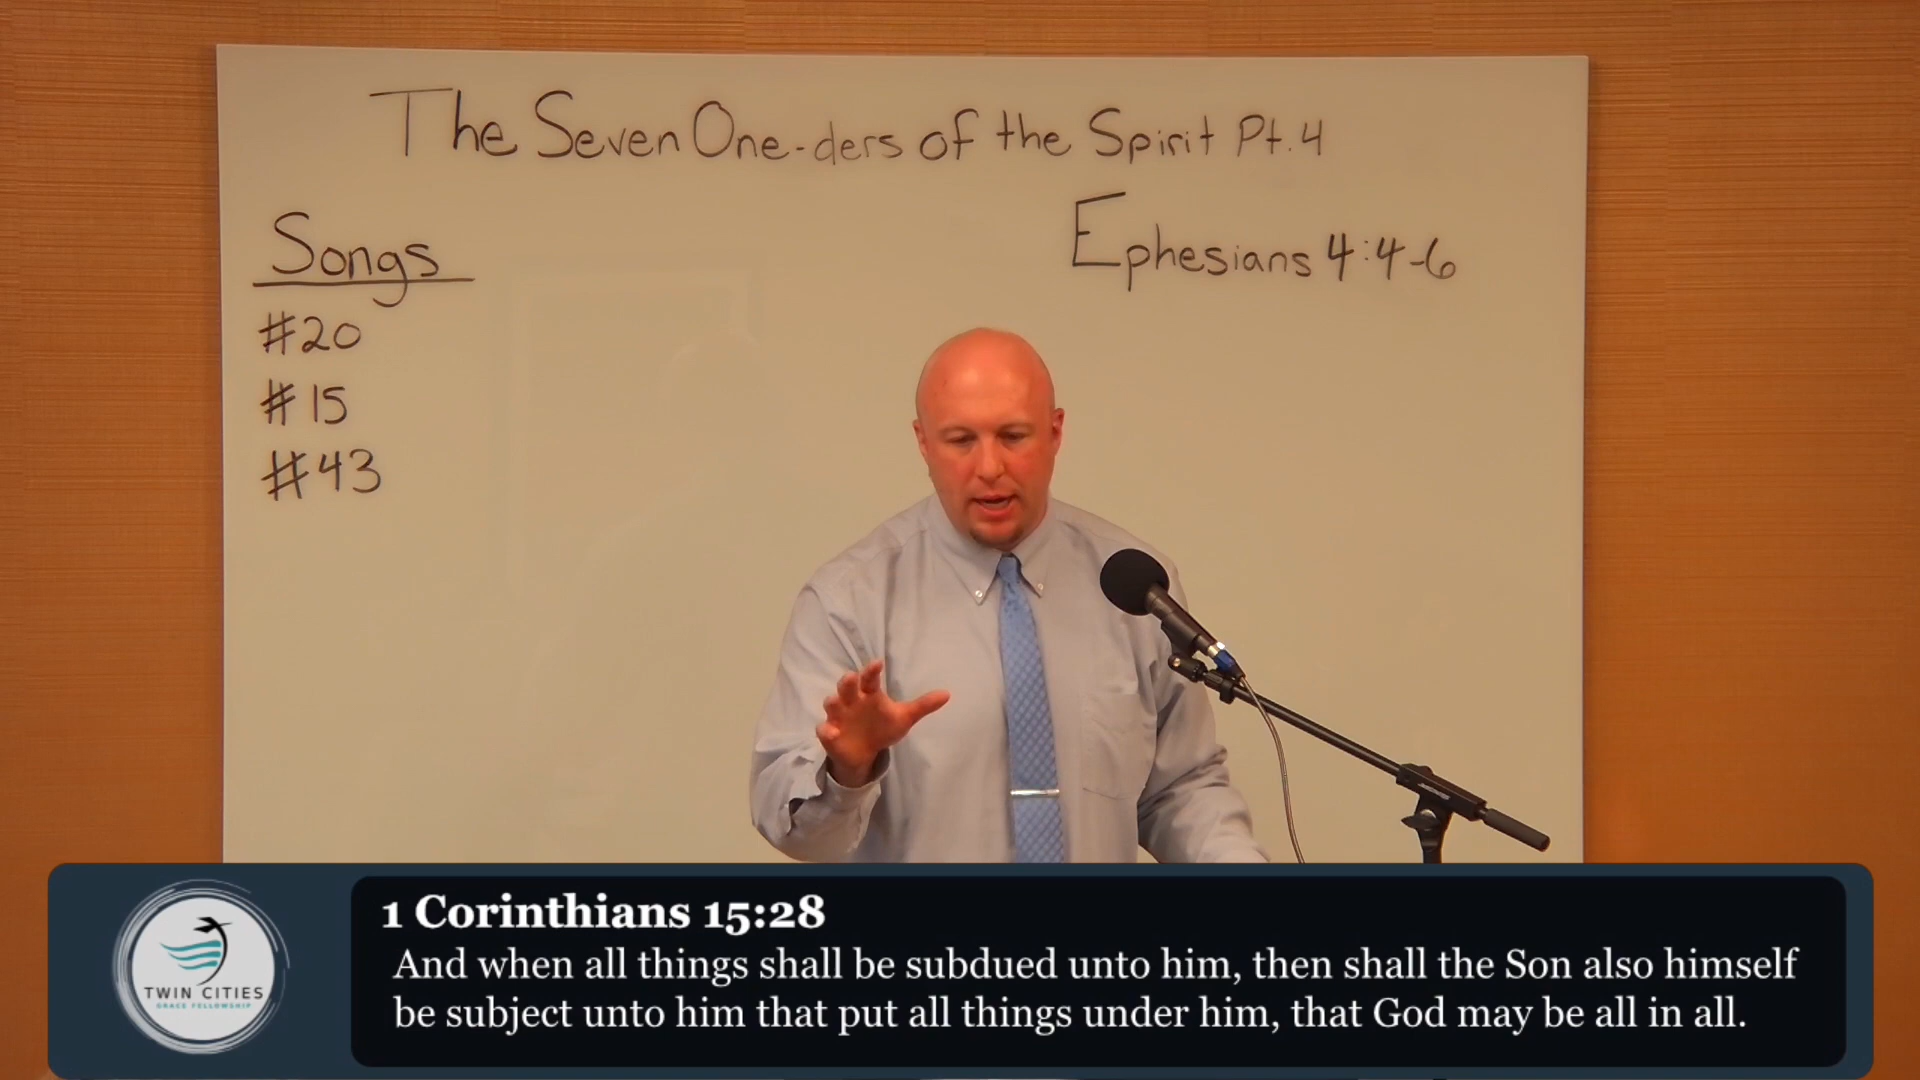 The Seven One-ders of the Spirit Pt.4
Songs
Ephesians 4:4-6
#20
#15
#43
1 Corinthians 15:28
And when all things shall be subdued unto him, then shall the Son also himself
be subject unto him that put all things under him, that God may be all in all.
TWIN CITIES
GRACE FELLOWSHIP